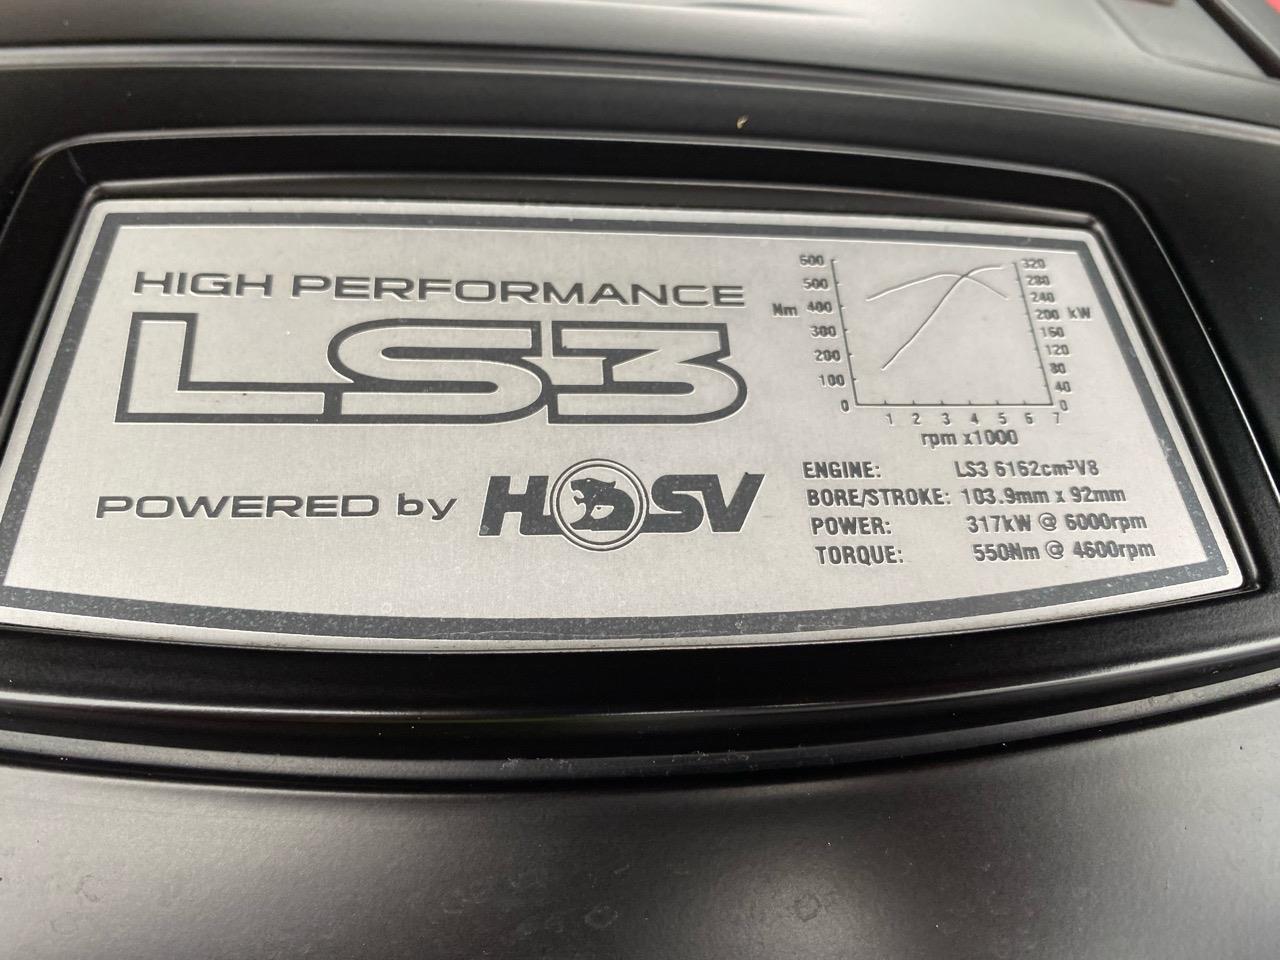 HIGH PERFORMANCE
LS3
POWERED by HSV
600
500
Nm 400
300
200
100
0
320
280
240
200 kW
160
120
80
40
0
1 2 3 4 5 6 7
rpm x1000
ENGINE: LS3 6162cm³V8
BORE/STROKE: 103.9mm x 92mm
POWER: 317kW @ 6000rpm
TORQUE: 550Nm @ 4600rpm